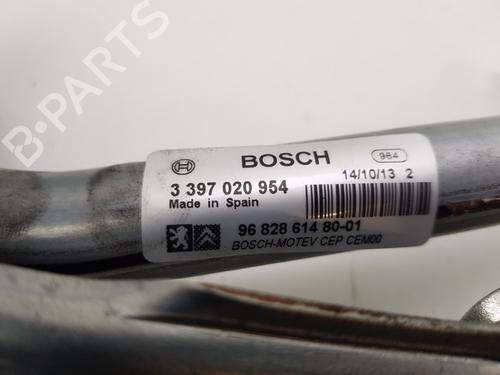 BOSCH
984
3 397 020 954
14/10/13 2
Made in Spain
96 828 614 80-01
BOSCH-MOTEV CEP CEM00
B-PARTS